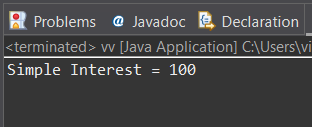 Problems @ Javadoc Declaration
<terminated> vv [Java Application] C:\Users\vi
Simple Interest = 100